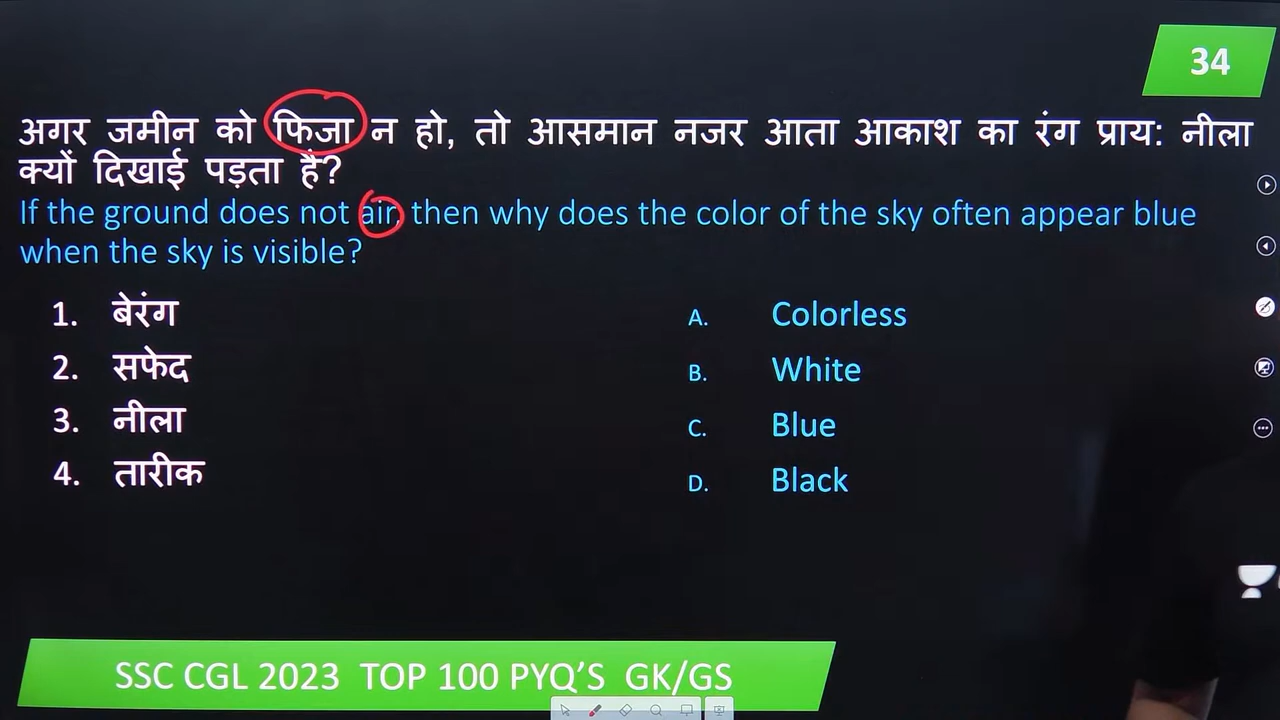 34
अगर जमीन को फिजा न हो, तो आसमान नजर आता आकाश का रंग प्राय: नीला
क्यों दिखाई पड़ता है?
If the ground does not air, then why does the color of the sky often appear blue
when the sky is visible?
1. बेरंग
2. सफेद
3. नीला
4. तारीक
A. Colorless
B. White
C. Blue
D. Black
SSC CGL 2023 TOP 100 PYQ'S GK/GS